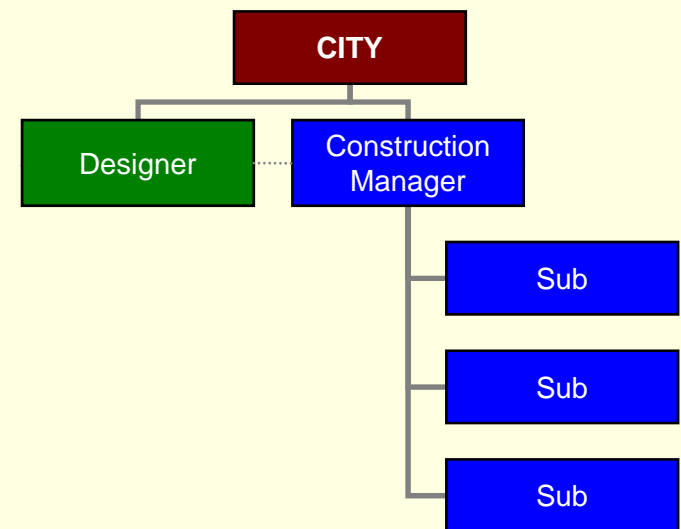 CITY
Designer
Construction
Manager
Sub
Sub
Sub